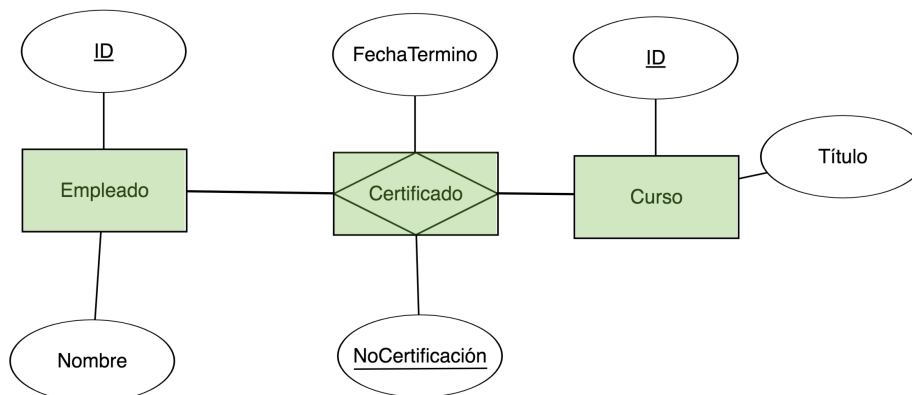 ID
FechaTermino
ID
Título
Empleado
Certificado
Curso
Nombre
NoCertificación